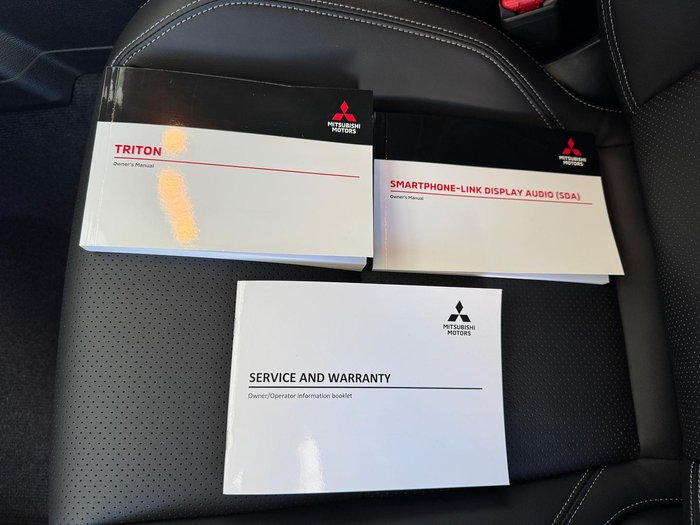 MITSUBISHI
MOTORS
TRITON
Owner's Manual
MITSUBISHI
MOTORS
SMARTPHONE-LINK DISPLAY AUDIO (SDA)
Owner's Manual
MITSUBISHI
MOTORS
SERVICE AND WARRANTY
Owner/Operator information booklet